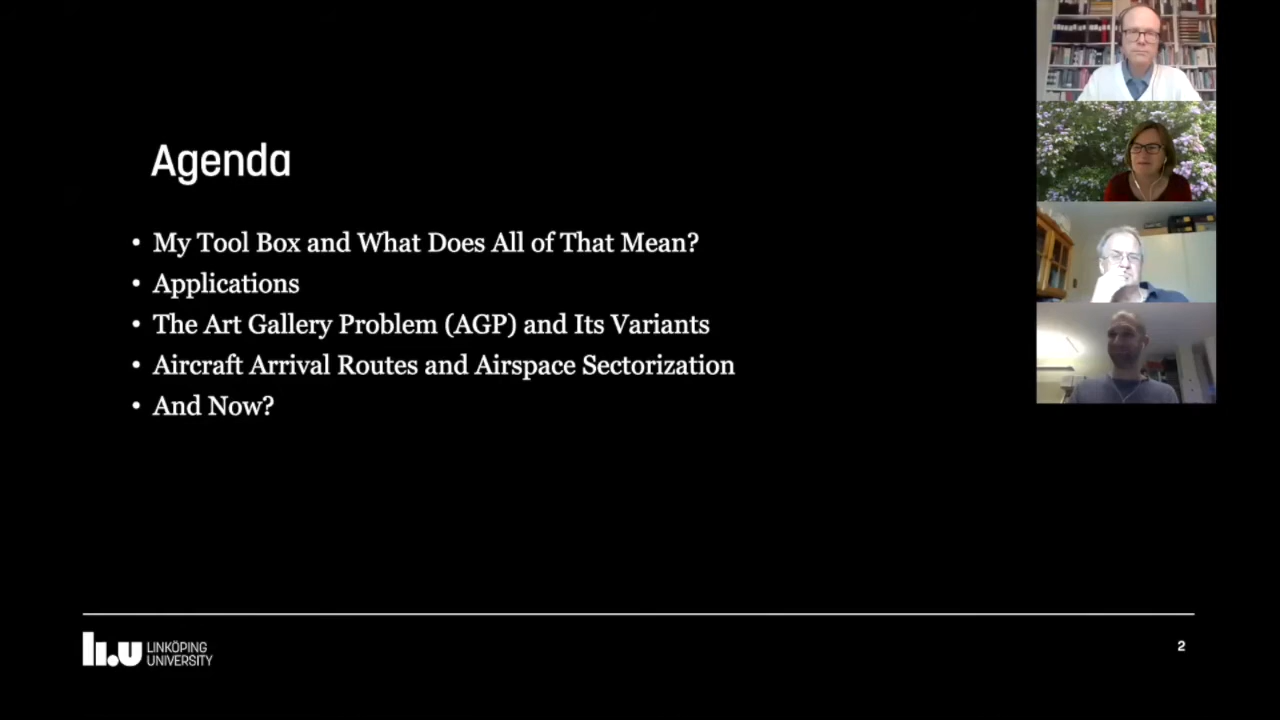 Agenda
• My Tool Box and What Does All of That Mean?
• Applications
• The Art Gallery Problem (AGP) and Its Variants
• Aircraft Arrival Routes and Airspace Sectorization
• And Now?
li.u LINKÖPING
UNIVERSITY
2